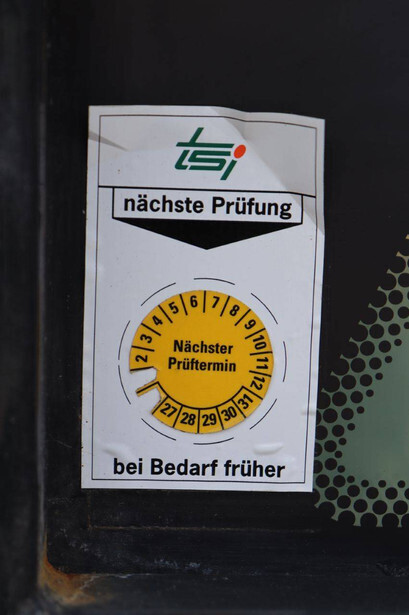 tsi
nächste Prüfung
2 3 4 5 6 7 8 9 10 11 12
Nächster
Prüftermin
27 28 29 30 31
bei Bedarf früher